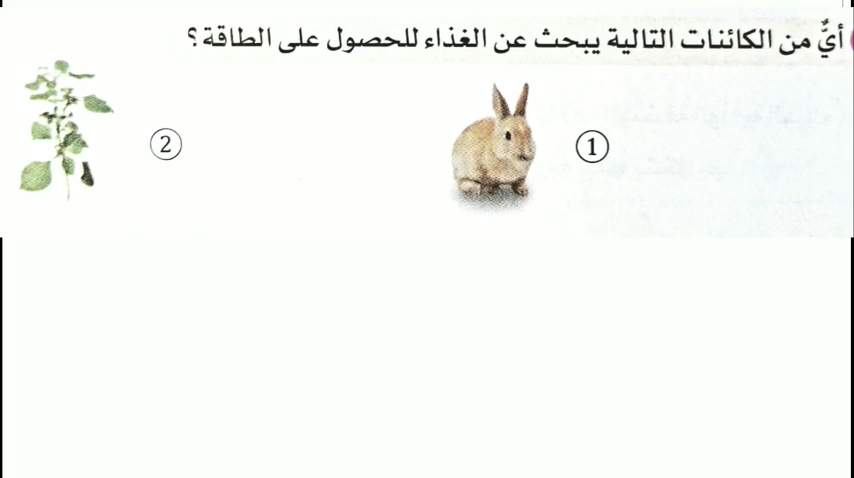 أيٌّ من الكائنات التالية يبحث عن الغذاء للحصول على الطاقة؟
①
②